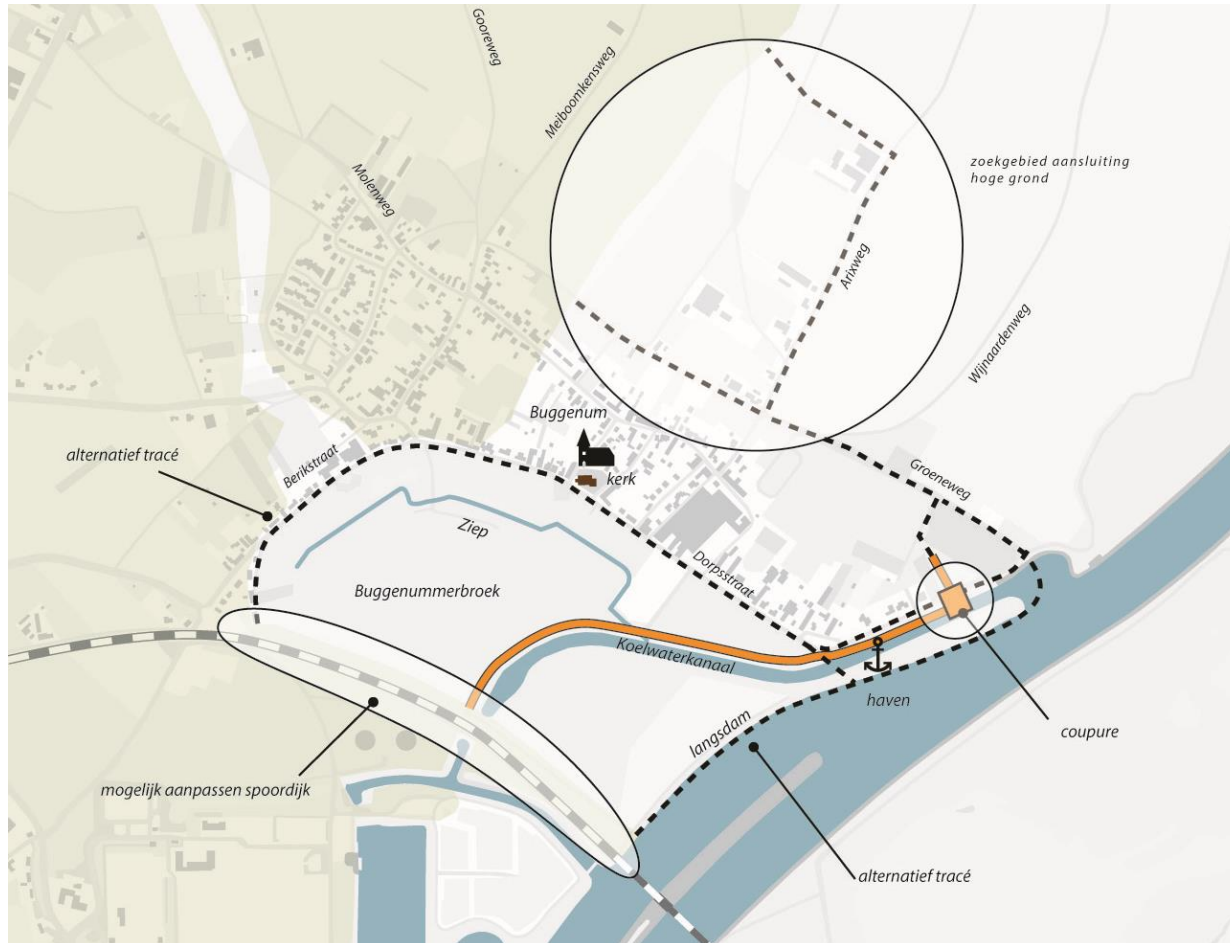 Gooreweg
Meiboomkensweg
Molenweg
zoekgebied aansluiting
hoge grond
Arixweg
Wijnaardenweg
Buggenum
kerk
alternatief tracé
Berikstraat
Groeneweg
Ziep
Dorpsstraat
Buggenummerbroek
Koelwaterkanaal
haven
langsdam
coupure
mogelijk aanpassen spoordijk
alternatief tracé